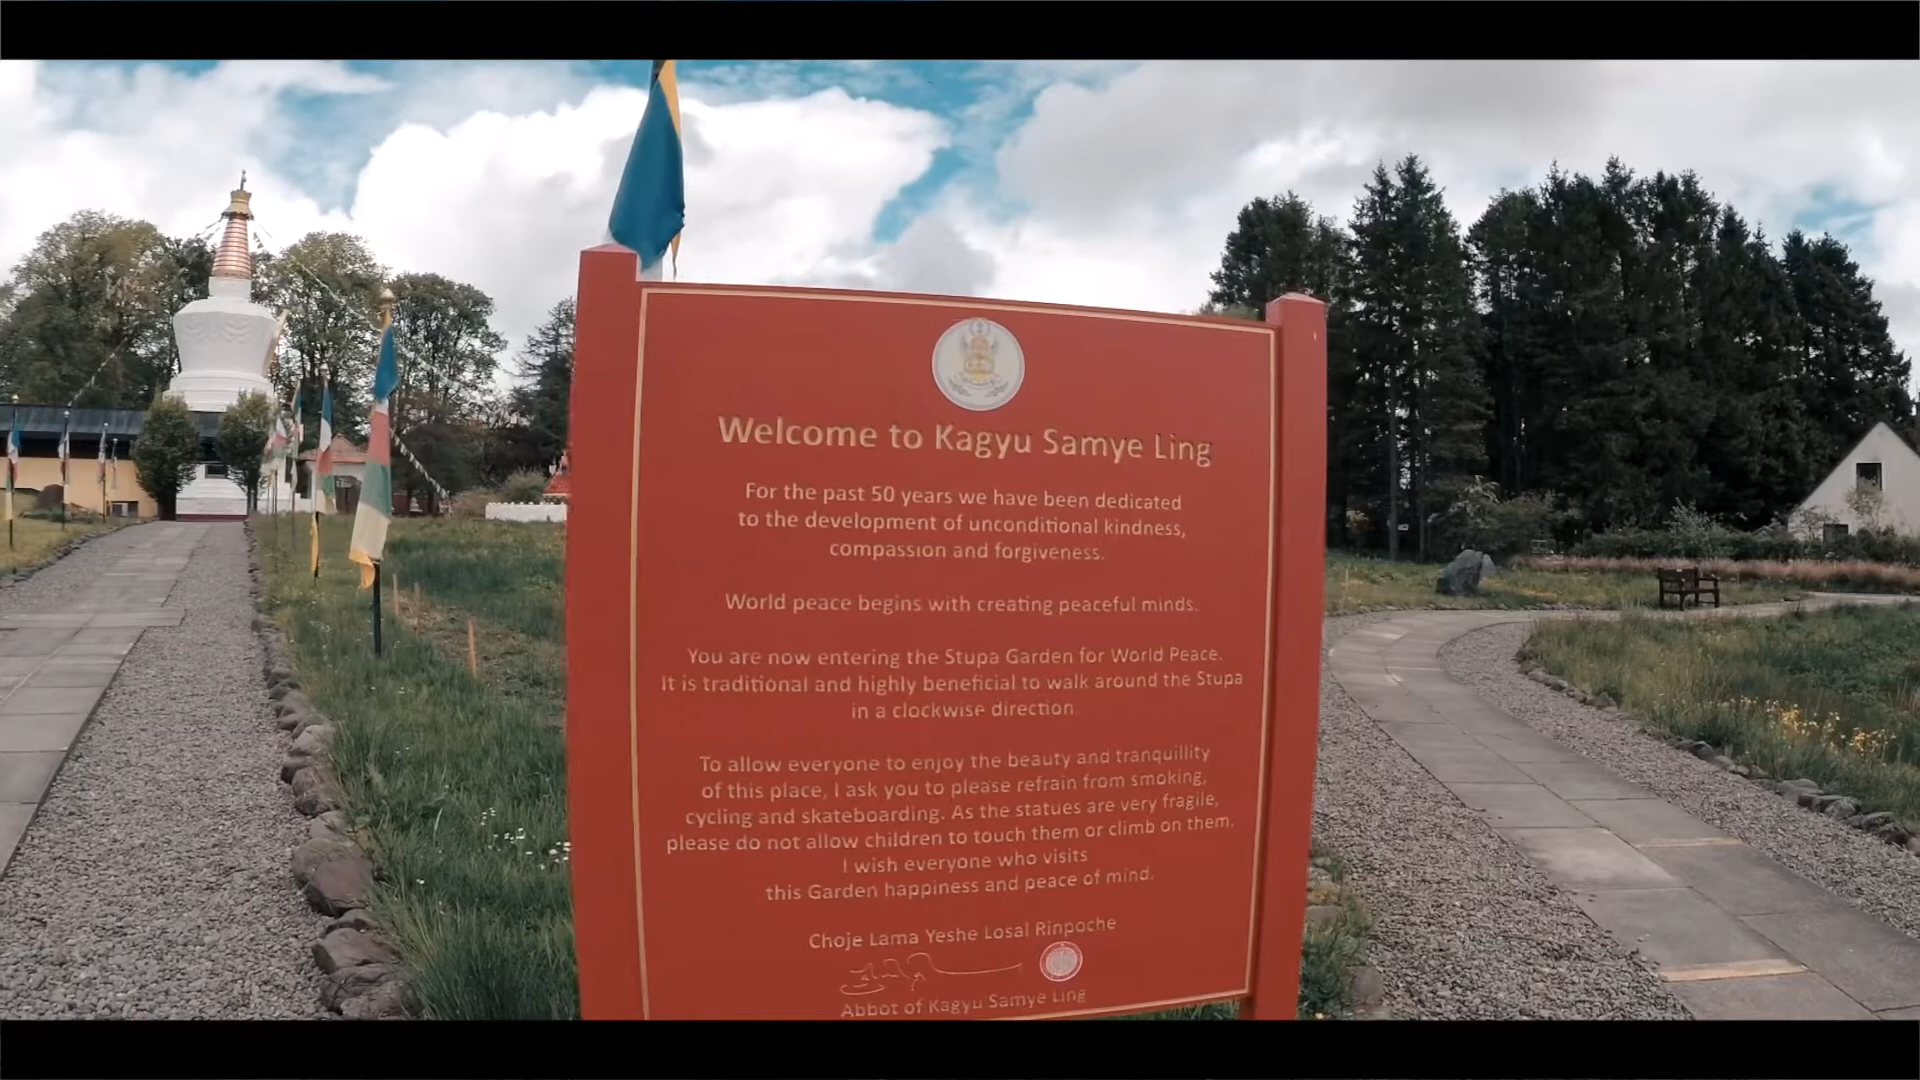 Welcome to Kagyu Samye Ling
For the past 50 years we have been dedicated
to the development of unconditional kindness,
compassion and forgiveness.
World peace begins with creating peaceful minds.
You are now entering the Stupa Garden for World Peace.
It is traditional and highly beneficial to walk around the Stupa
in a clockwise direction
To allow everyone to enjoy the beauty and tranquillity
of this place, I ask you to please refrain from smoking,
cycling and skateboarding. As the statues are very fragile,
please do not allow children to touch them or climb on them.
I wish everyone who visits
this Garden happiness and peace of mind.
Choje Lama Yeshe Losal Rinpoche
Abbot of Kagyu Samye Ling